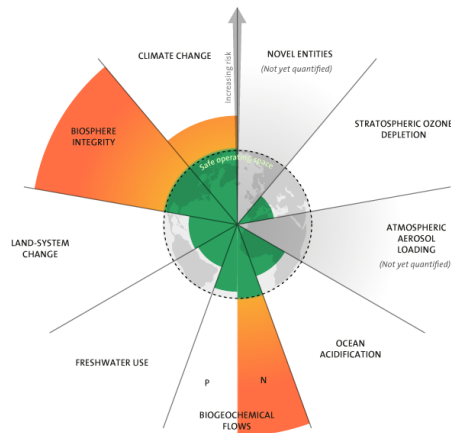 CLIMATE CHANGE
NOVEL ENTITIES
(Not yet quantified)
Increasing risk
STRATOSPHERIC OZONE
DEPLETION
BIOSPHERE
INTEGRITY
Safe operating space
ATMOSPHERIC
AEROSOL
LOADING
(Not yet quantified)
LAND-SYSTEM
CHANGE
OCEAN
ACIDIFICATION
FRESHWATER USE
P
N
BIOGEOCHEMICAL
FLOWS